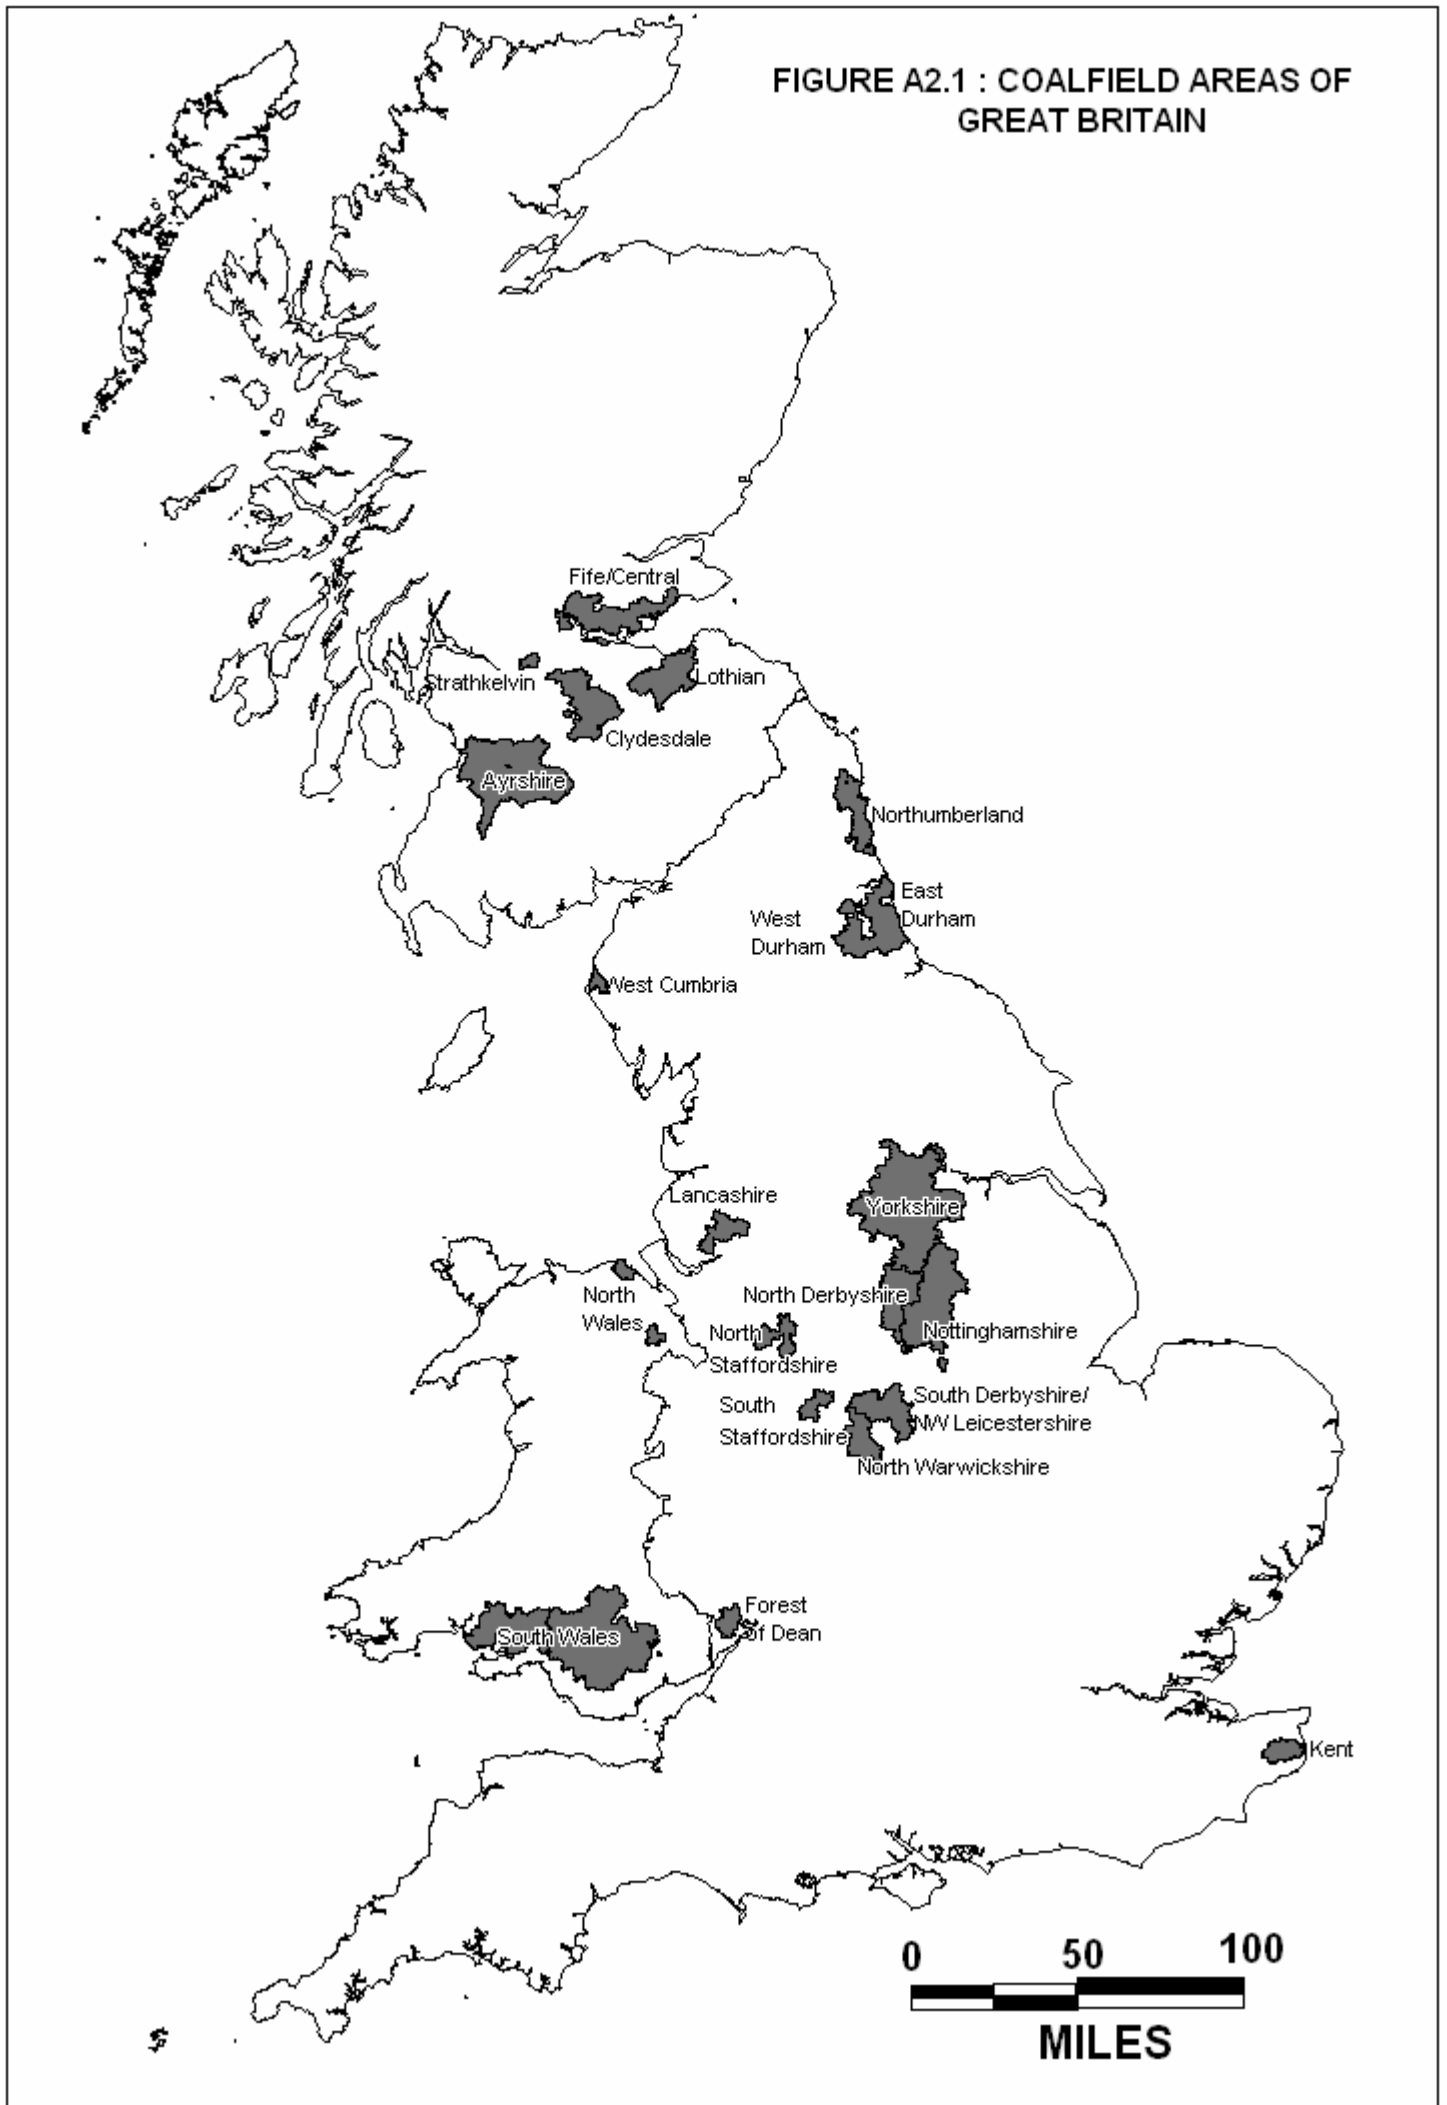 FIGURE A2.1 : COALFIELD AREAS OF
GREAT BRITAIN
Fife/Central
Strathkelvin
Lothian
Clydesdale
Ayrshire
Northumberland
East
Durham
West
Durham
West Cumbria
Lancashire
Yorkshire
North
Wales
North Derbyshire
North
Staffordshire
Nottinghamshire
South
Staffordshire
South Derbyshire/
NW Leicestershire
North Warwickshire
Forest
of Dean
South Wales
Kent
0 50 100
MILES